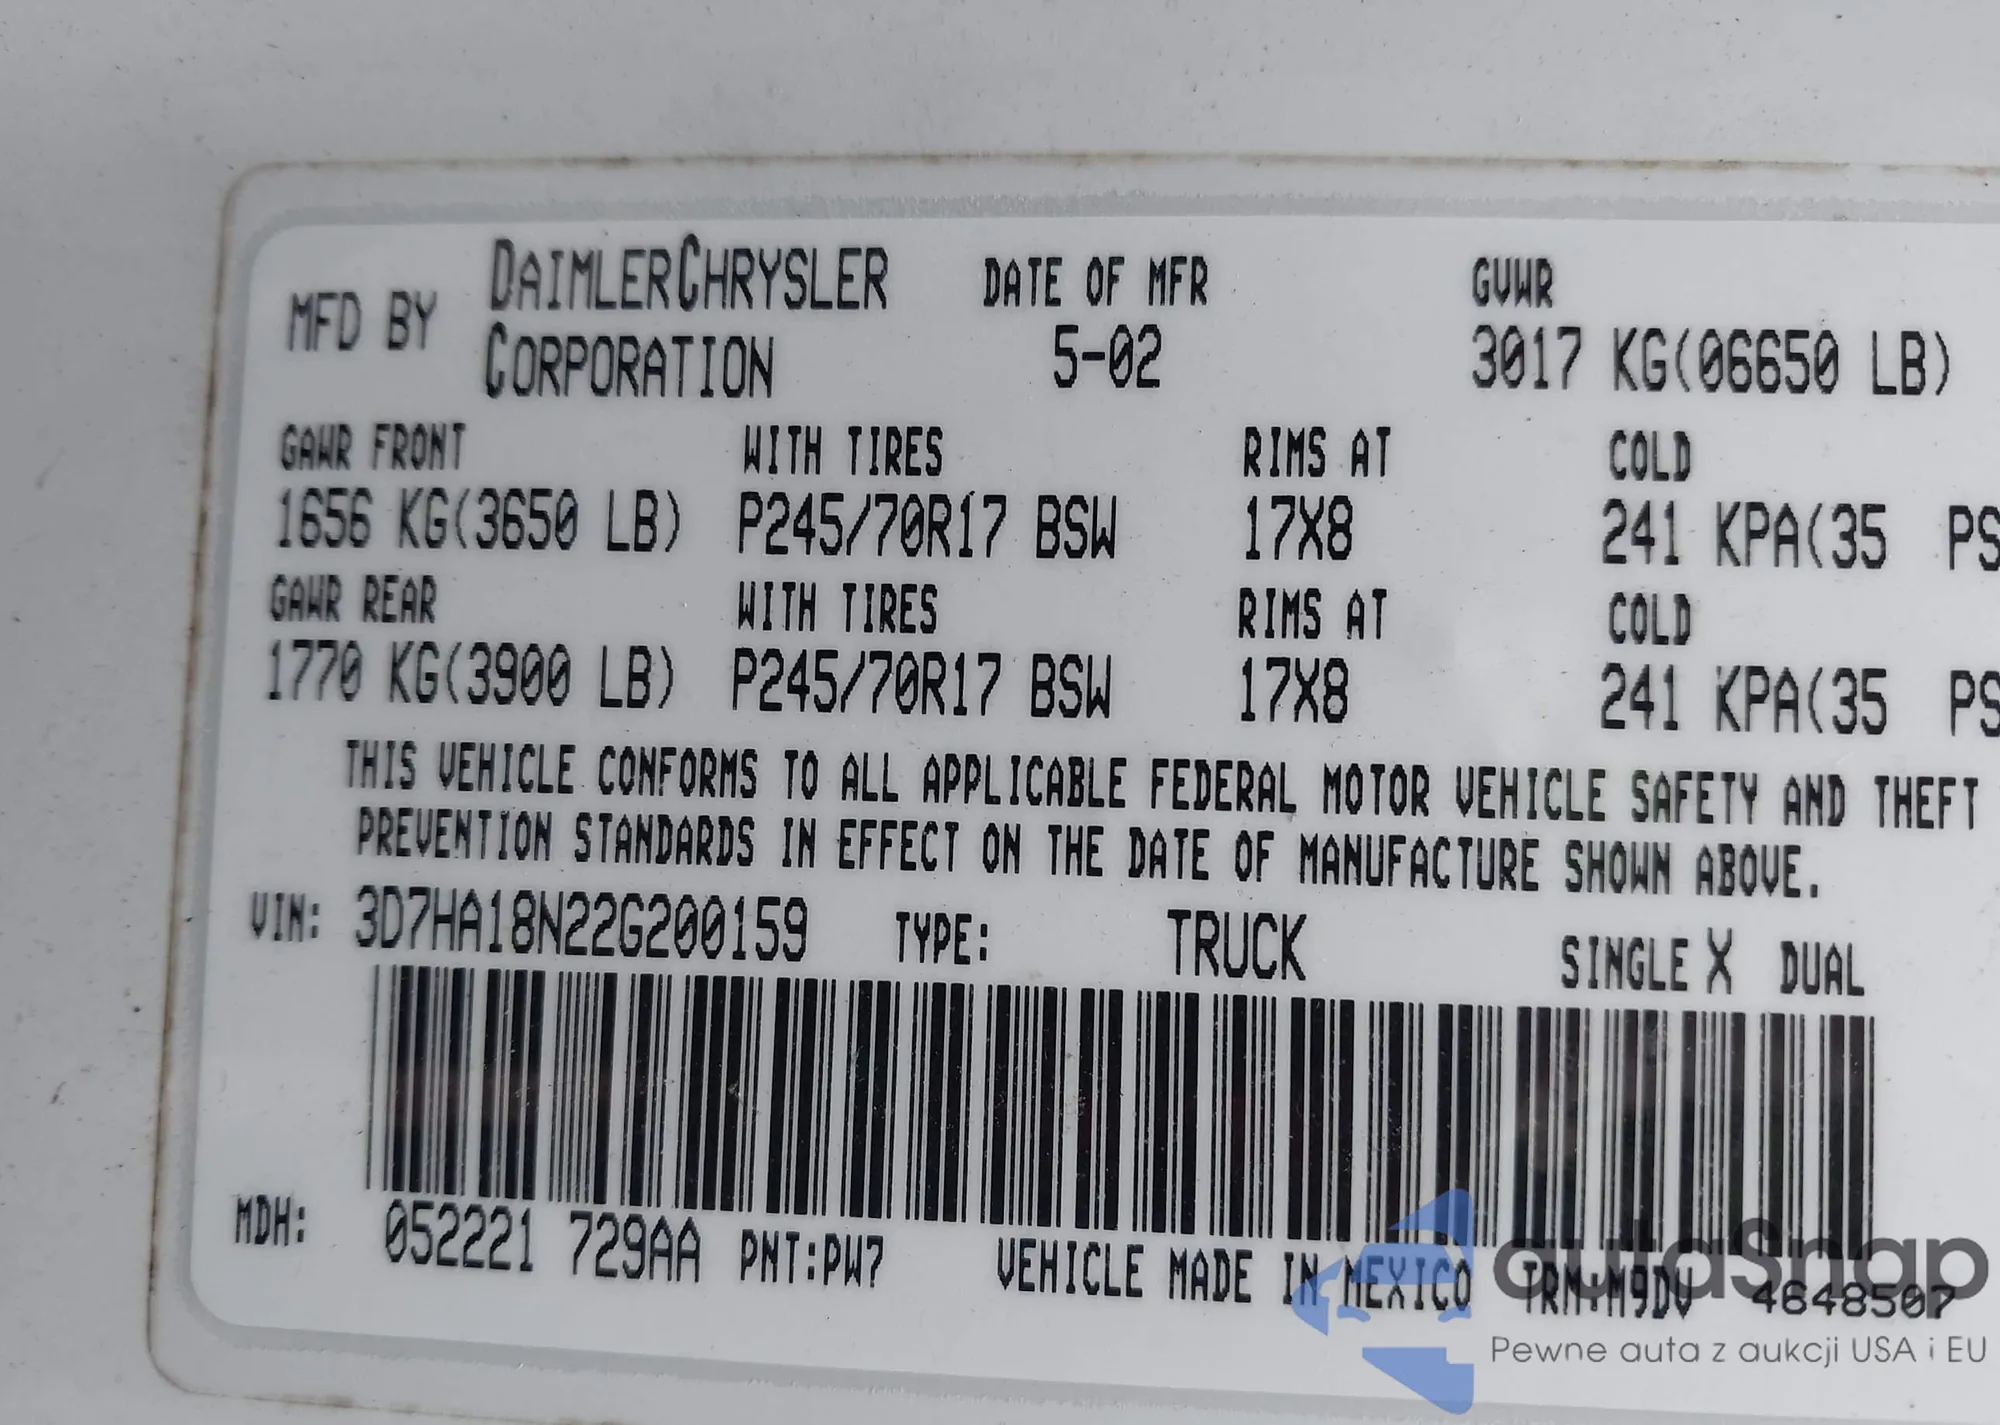 MFD BY DAIMLERCHRYSLER CORPORATION DATE OF MFR 5-02 GVWR 3017 KG(06650 LB)
GAWR FRONT WITH TIRES RIMS AT COLD
1656 KG(3650 LB) P245/70R17 BSW 17X8 241 KPA(35 PS
GAWR REAR WITH TIRES RIMS AT COLD
1770 KG(3900 LB) P245/70R17 BSW 17X8 241 KPA(35 PS
THIS VEHICLE CONFORMS TO ALL APPLICABLE FEDERAL MOTOR VEHICLE SAFETY AND THEFT
PREVENTION STANDARDS IN EFFECT ON THE DATE OF MANUFACTURE SHOWN ABOVE.
VIN: 3D7HA18N22G200159 TYPE: TRUCK SINGLE X DUAL
MDH: 052221 729AA PNT:PW7 VEHICLE MADE IN MEXICO TRM:M9DV 4648507
autaSnap
Pewne auta z aukcji USA i EU